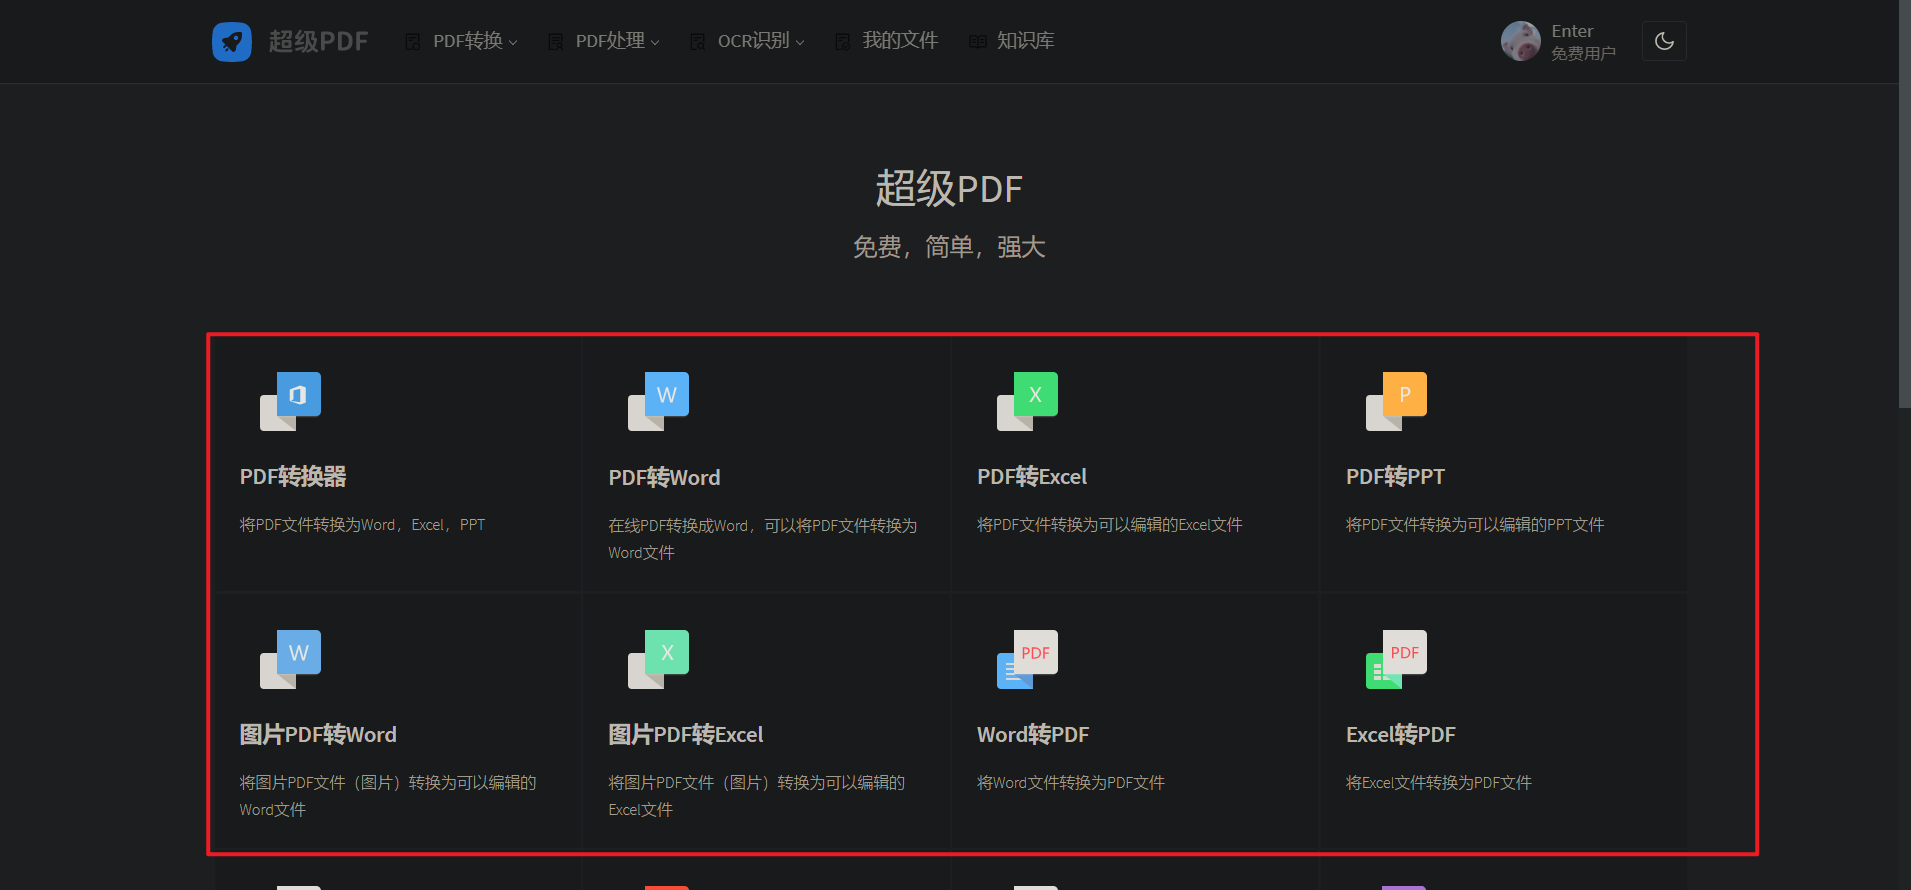 超级PDF
PDF转换
PDF处理
OCR识别
我的文件
知识库
Enter
免费用户
超级PDF
免费，简单，强大
W
X
P
PDF转换器
PDF转Word
PDF转Excel
PDF转PPT
将PDF文件转换为Word，Excel，PPT
在线PDF转换成Word，可以将PDF文件转换为
Word文件
将PDF文件转换为可以编辑的Excel文件
将PDF文件转换为可以编辑的PPT文件
W
X
PDF
PDF
图片PDF转Word
图片PDF转Excel
Word转PDF
Excel转PDF
将图片PDF文件（图片）转换为可以编辑的
Word文件
将图片PDF文件（图片）转换为可以编辑的
Excel文件
将Word文件转换为PDF文件
将Excel文件转换为PDF文件